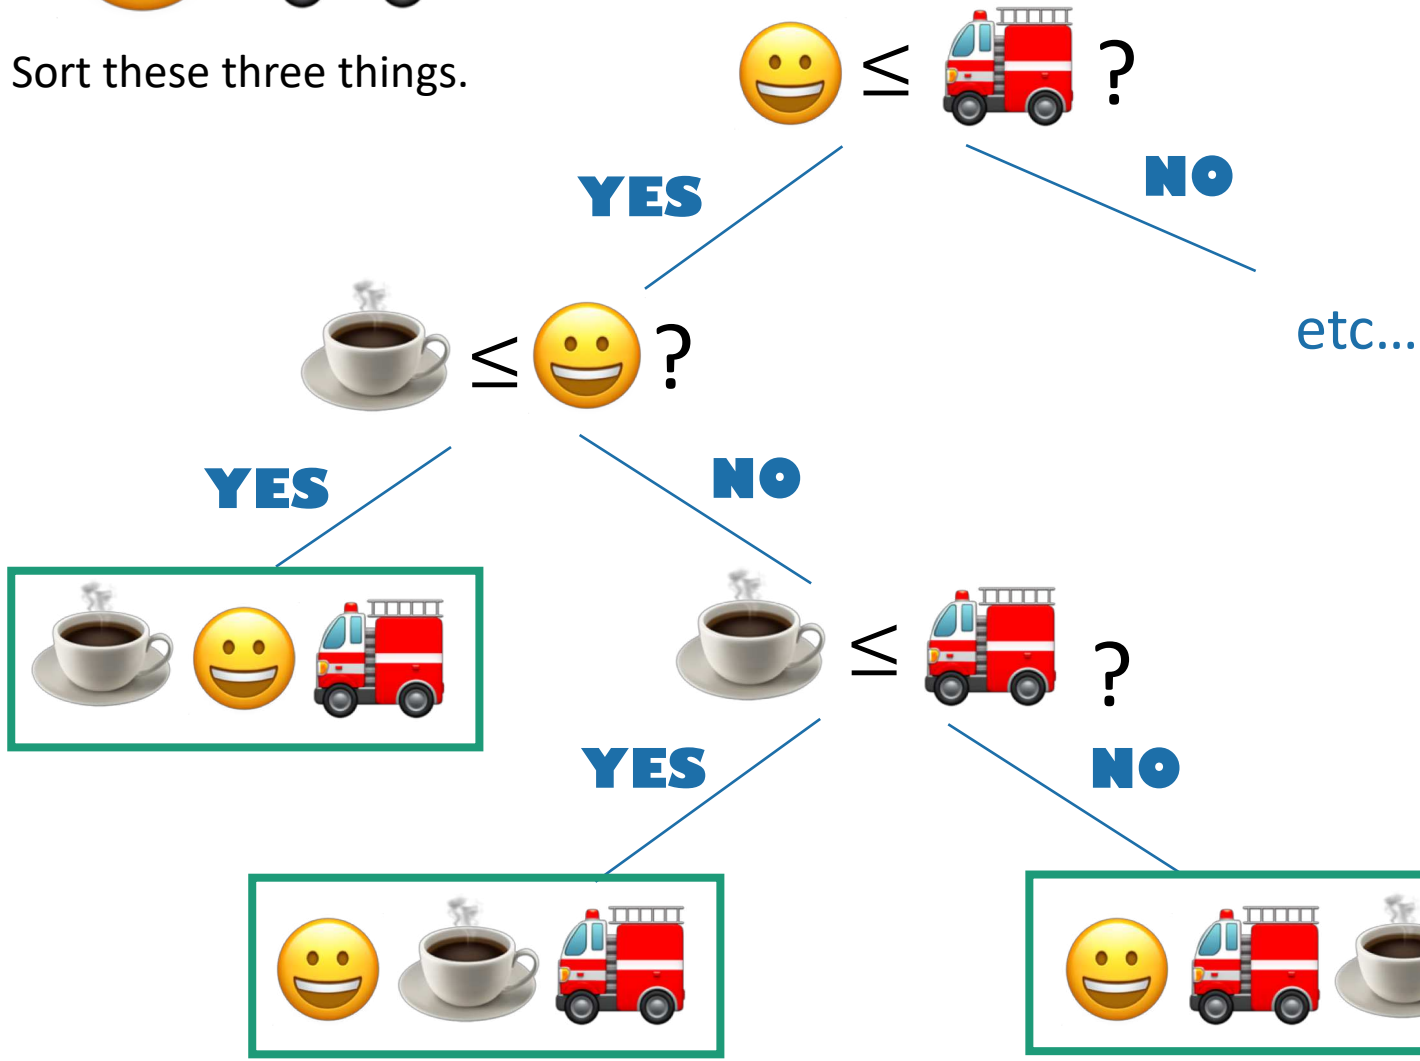 Sort these three things.
≤ ?
YES
NO
≤ ?
etc...
YES
NO
≤ ?
YES
NO